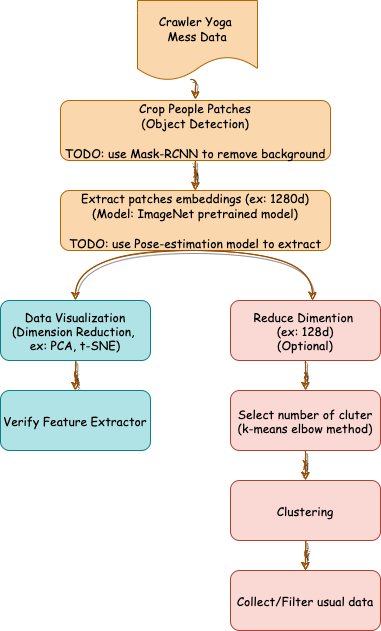 Crawler Yoga
Mess Data
Crop People Patches
(Object Detection)
TODO: use Mask-RCNN to remove background
Extract patches embeddings (ex: 1280d)
(Model: ImageNet pretrained model)
TODO: use Pose-estimation model to extract
Data Visualization
(Dimension Reduction,
ex: PCA, t-SNE)
Verify Feature Extractor
Reduce Dimention
(ex: 128d)
(Optional)
Select number of cluter
(k-means elbow method)
Clustering
Collect/Filter usual data